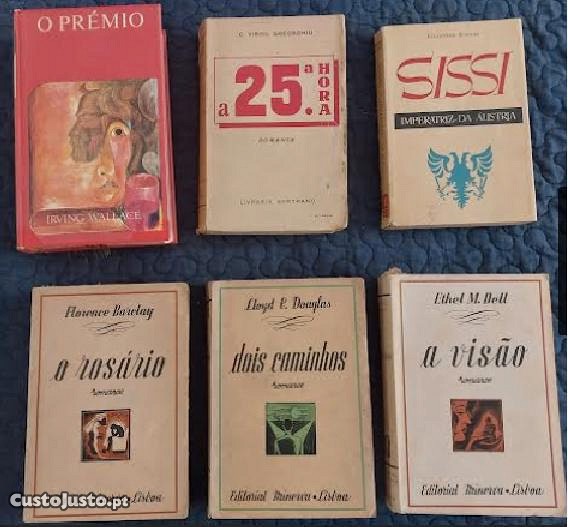 O PRÉMIO
IRVING WALLACE
C. VIRGIL GHEORGHIU
a 25.ª HORA
ROMANCE
LIVRARIA BERTRAND
SISSI
IMPERATRIZ DA ÁUSTRIA
Florence Barclay
o rosário
romance
Lisboa
Lloyd C. Douglas
dois caminhos
romance
Editorial Minerva • Lisboa
Ethel M. Dell
a visão
romance
Editorial Minerva • Lisboa
CustoJusto.pt